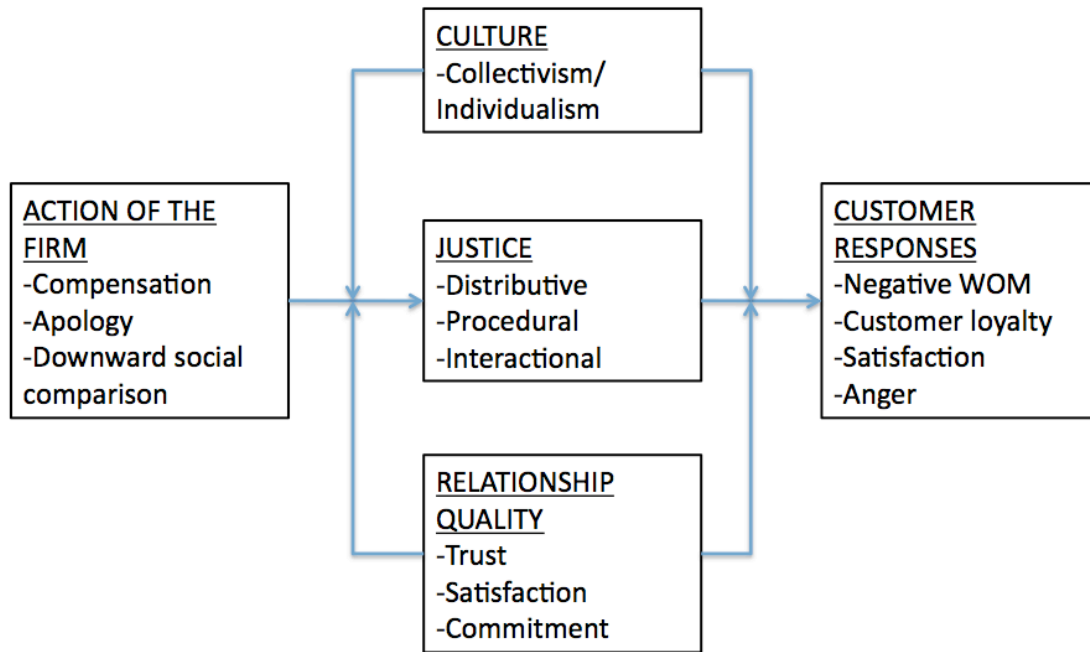 CULTURE
-Collectivism/
Individualism
ACTION OF THE
FIRM
-Compensation
-Apology
-Downward social
comparison
JUSTICE
-Distributive
-Procedural
-Interactional
CUSTOMER
RESPONSES
-Negative WOM
-Customer loyalty
-Satisfaction
-Anger
RELATIONSHIP
QUALITY
-Trust
-Satisfaction
-Commitment